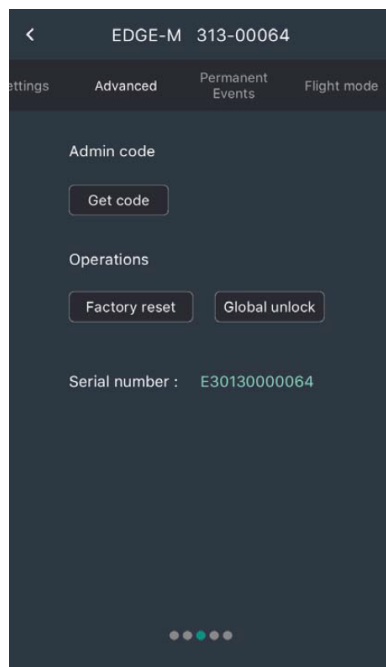 EDGE-M 313-00064
ettings Advanced Permanent Events Flight mode
Admin code
Get code
Operations
Factory reset Global unlock
Serial number : E30130000064